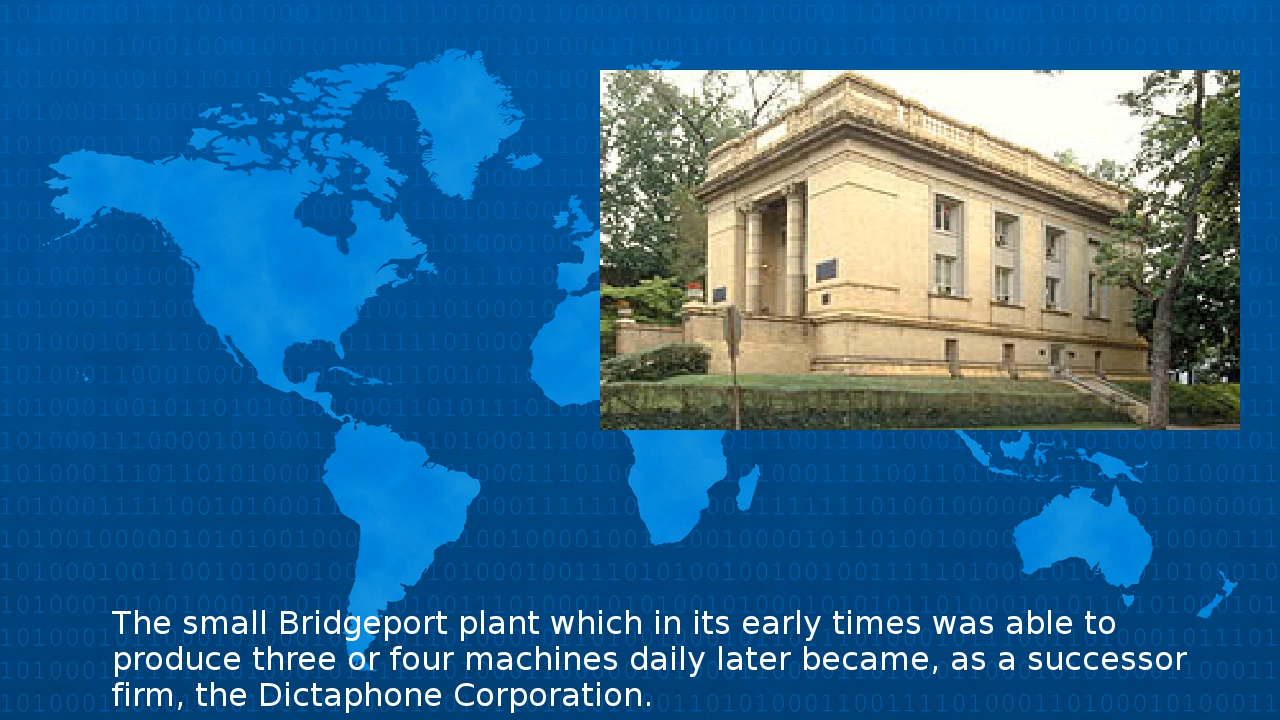 The small Bridgeport plant which in its early times was able to
produce three or four machines daily later became, as a successor
firm, the Dictaphone Corporation.